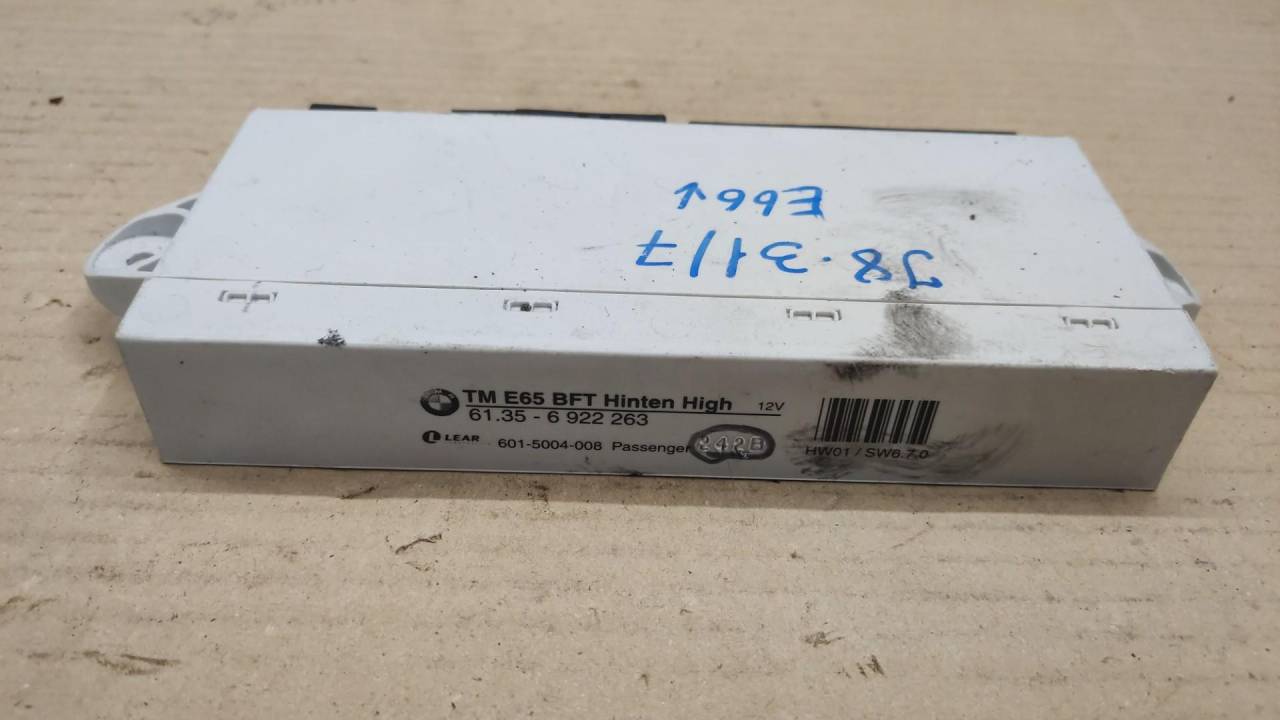 E66↓
J8.31/7
TM E65 BFT Hinten High 12V
61.35 - 6 922 263
LEAR 601-5004-008 Passenger 242B
HW01 / SW6.7.0